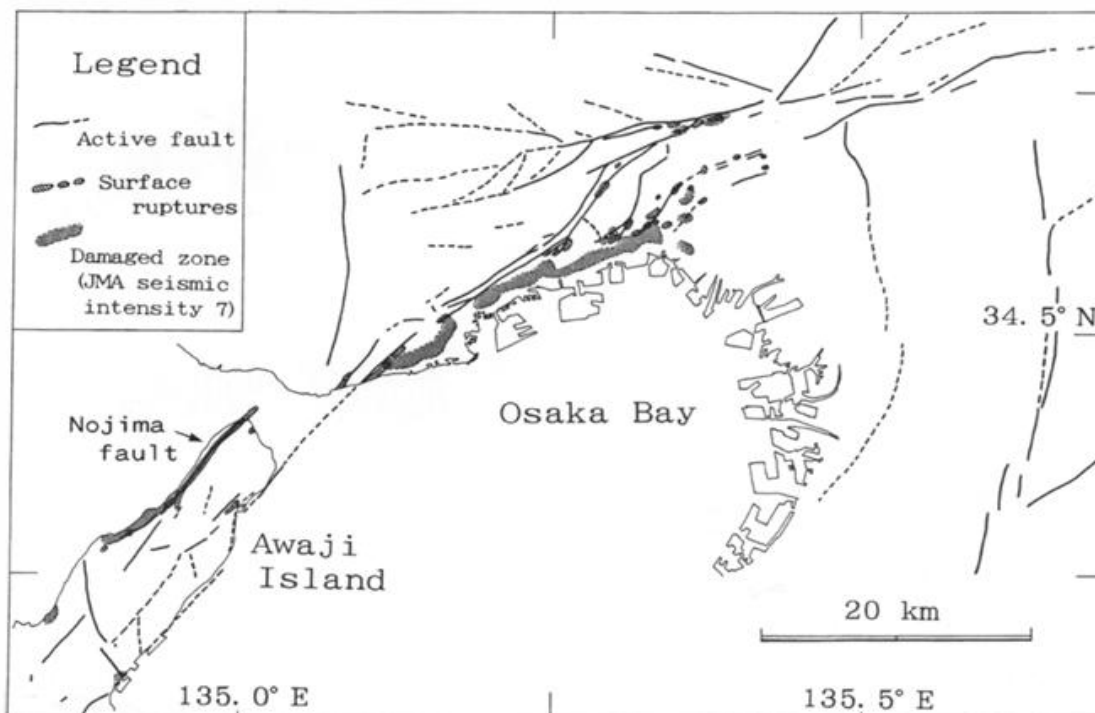 Legend
Active fault
Surface
ruptures
Damaged zone
(JMA seismic
intensity 7)
34.5°N
Osaka Bay
Nojima
fault
Awaji
Island
20 km
135.0°E
135.5°E